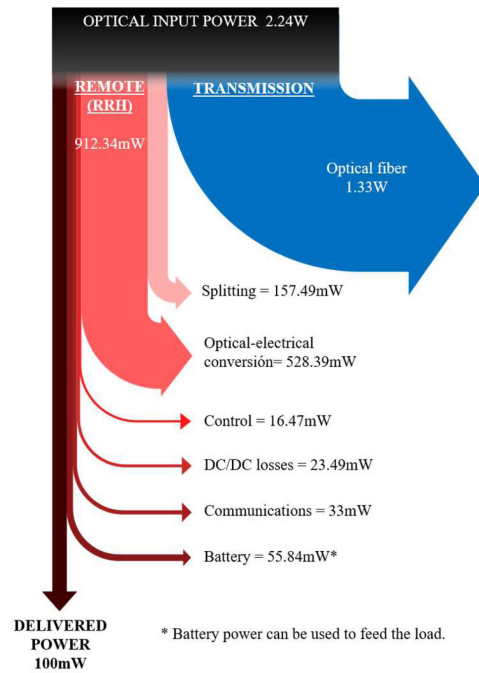 OPTICAL INPUT POWER 2.24W
REMOTE
(RRH)
912.34mW
TRANSMISSION
Optical fiber
1.33W
Splitting = 157.49mW
Optical-electrical
conversión= 528.39mW
Control = 16.47mW
DC/DC losses = 23.49mW
Communications = 33mW
Battery = 55.84mW*
DELIVERED
POWER
100mW
* Battery power can be used to feed the load.